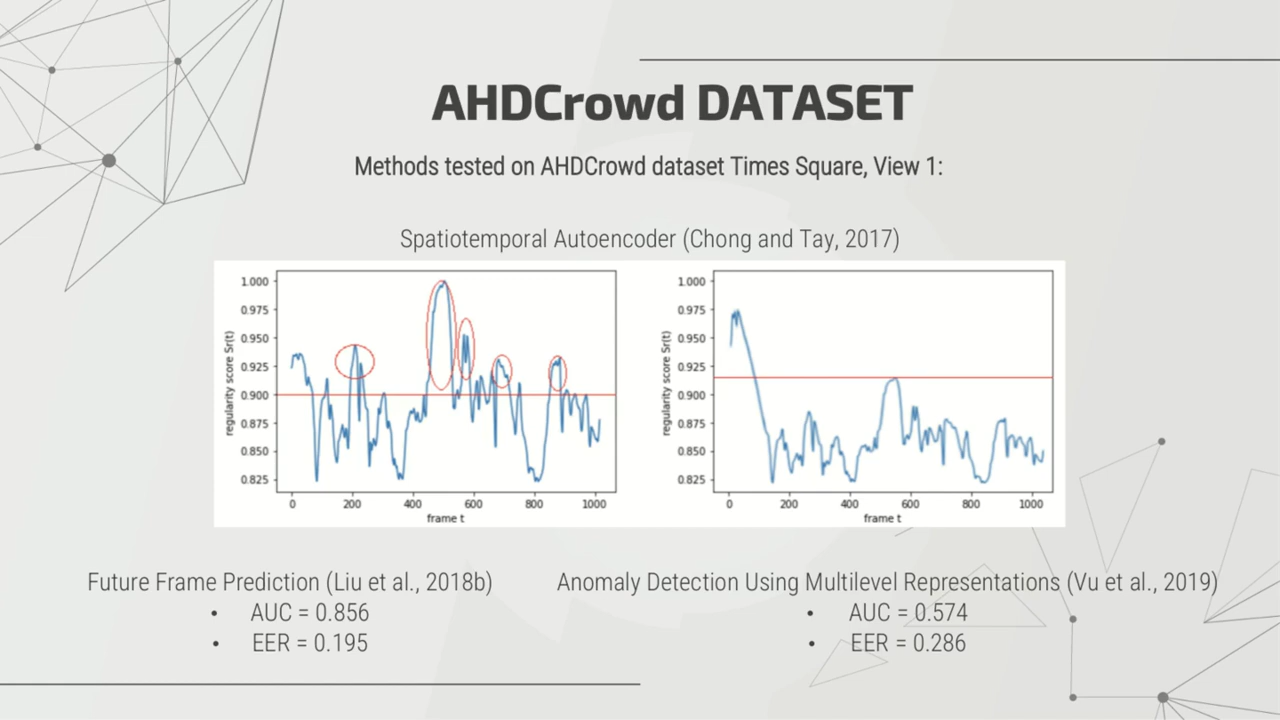 AHDCrowd DATASET
Methods tested on AHDCrowd dataset Times Square, View 1:
Spatiotemporal Autoencoder (Chong and Tay, 2017)
regularity score Sr(t)
1.000
0.975
0.950
0.925
0.900
0.875
0.850
0.825
0 200 400 600 800 1000
frame t
regularity score Sr(t)
1.000
0.975
0.950
0.925
0.900
0.875
0.850
0.825
0 200 400 600 800 1000
frame t
Future Frame Prediction (Liu et al., 2018b)
• AUC = 0.856
• EER = 0.195
Anomaly Detection Using Multilevel Representations (Vu et al., 2019)
• AUC = 0.574
• EER = 0.286